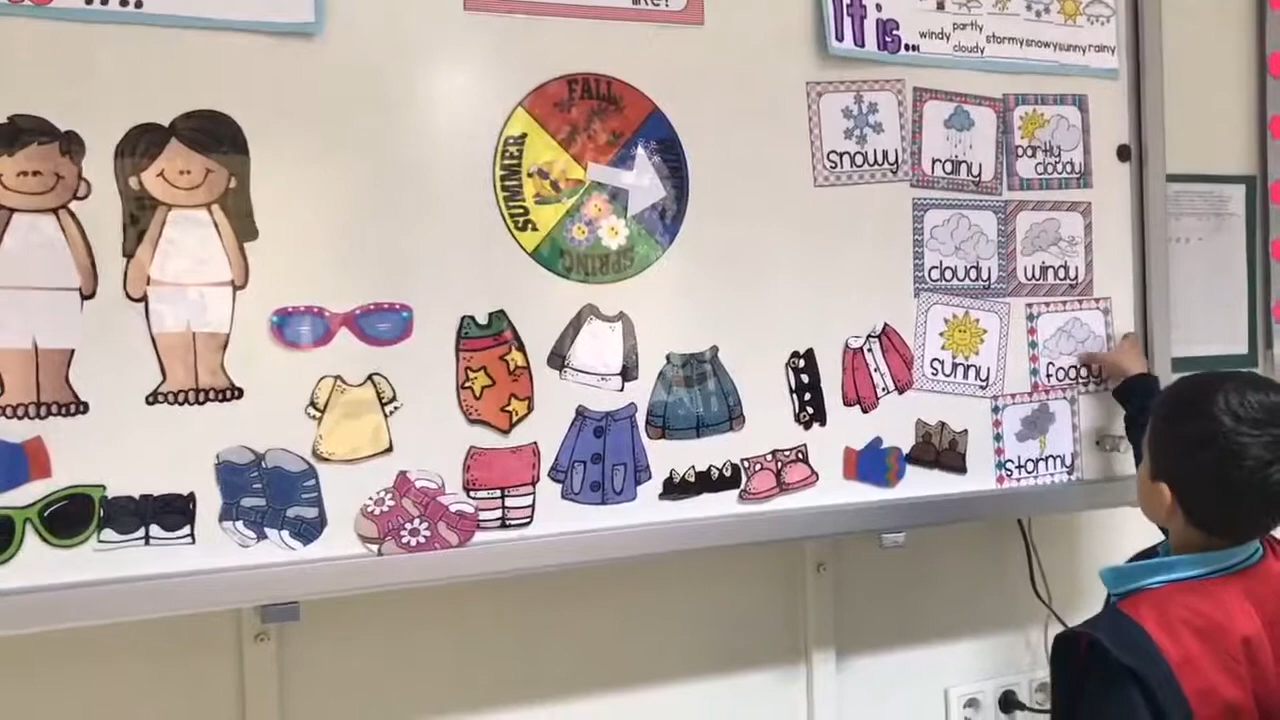 like?
It is...
windy
partly
cloudy
stormy
snowy
sunny
rainy
FALL
SUMMER
SPRING
snowy
rainy
partly
cloudy
cloudy
windy
sunny
foggy
stormy